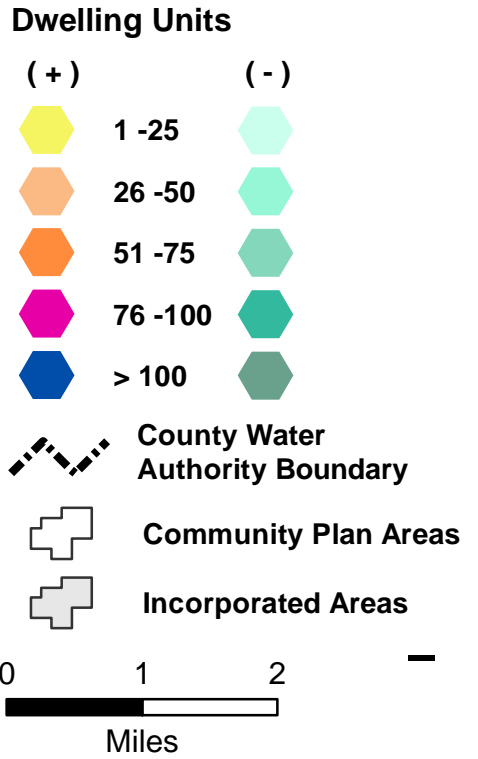 Dwelling Units
( + ) ( - )
1 -25
26 -50
51 -75
76 -100
> 100
County Water
Authority Boundary
Community Plan Areas
Incorporated Areas
0 1 2
Miles